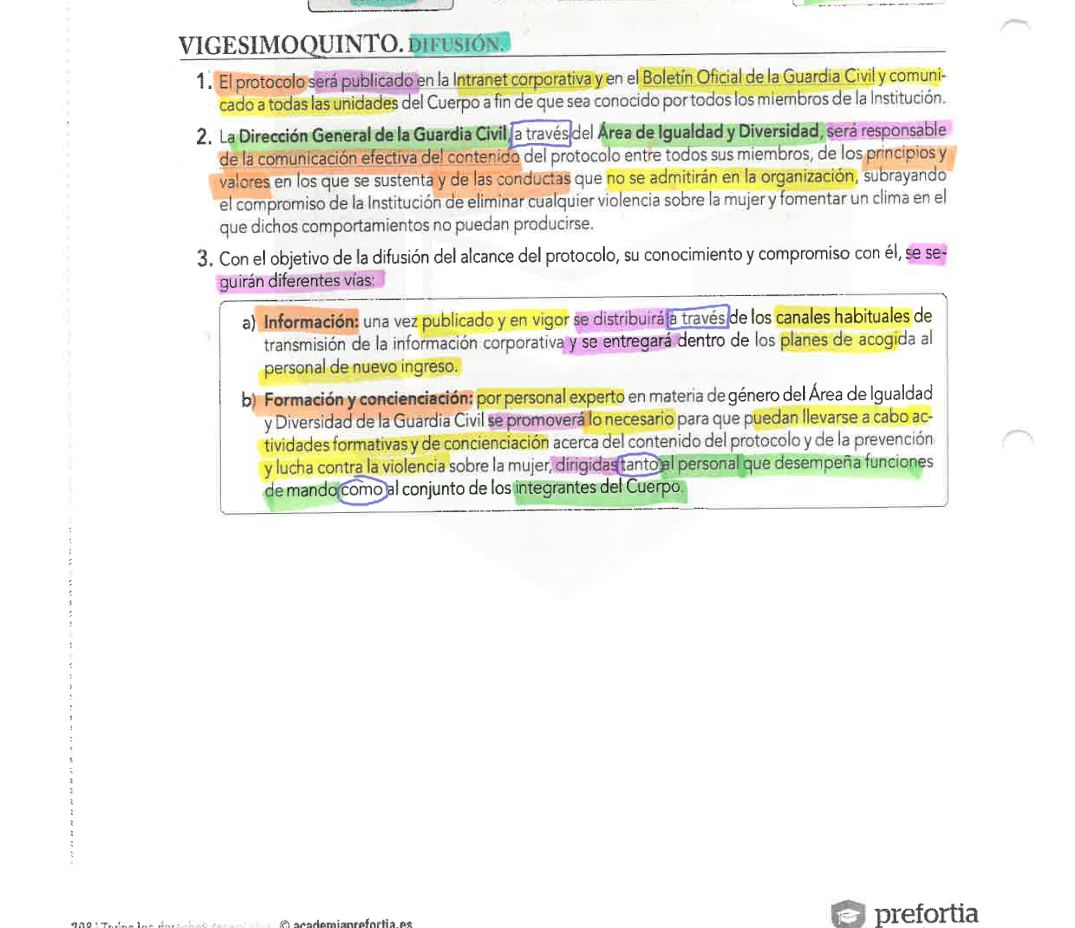 VIGESIMOQUINTO. DIFUSIÓN.
1. El protocolo será publicado en la Intranet corporativa y en el Boletín Oficial de la Guardia Civil y comuni-
cado a todas las unidades del Cuerpo a fin de que sea conocido por todos los miembros de la Institución.
2. La Dirección General de la Guardia Civil, a través del Área de Igualdad y Diversidad, será responsable
de la comunicación efectiva del contenido del protocolo entre todos sus miembros, de los principios y
valores en los que se sustenta y de las conductas que no se admitirán en la organización, subrayando
el compromiso de la Institución de eliminar cualquier violencia sobre la mujer y fomentar un clima en el
que dichos comportamientos no puedan producirse.
3. Con el objetivo de la difusión del alcance del protocolo, su conocimiento y compromiso con él, se se-
guirán diferentes vías:
a) Información: una vez publicado y en vigor se distribuirá a través de los canales habituales de
transmisión de la información corporativa y se entregará dentro de los planes de acogida al
personal de nuevo ingreso.
b) Formación y concienciación: por personal experto en materia de género del Área de Igualdad
y Diversidad de la Guardia Civil se promoverá lo necesario para que puedan llevarse a cabo ac-
tividades formativas y de concienciación acerca del contenido del protocolo y de la prevención
y lucha contra la violencia sobre la mujer, dirigidas tanto al personal que desempeña funciones
de mando como al conjunto de los integrantes del Cuerpo.
Todos los derechos © academiaprefortia.es
prefortia